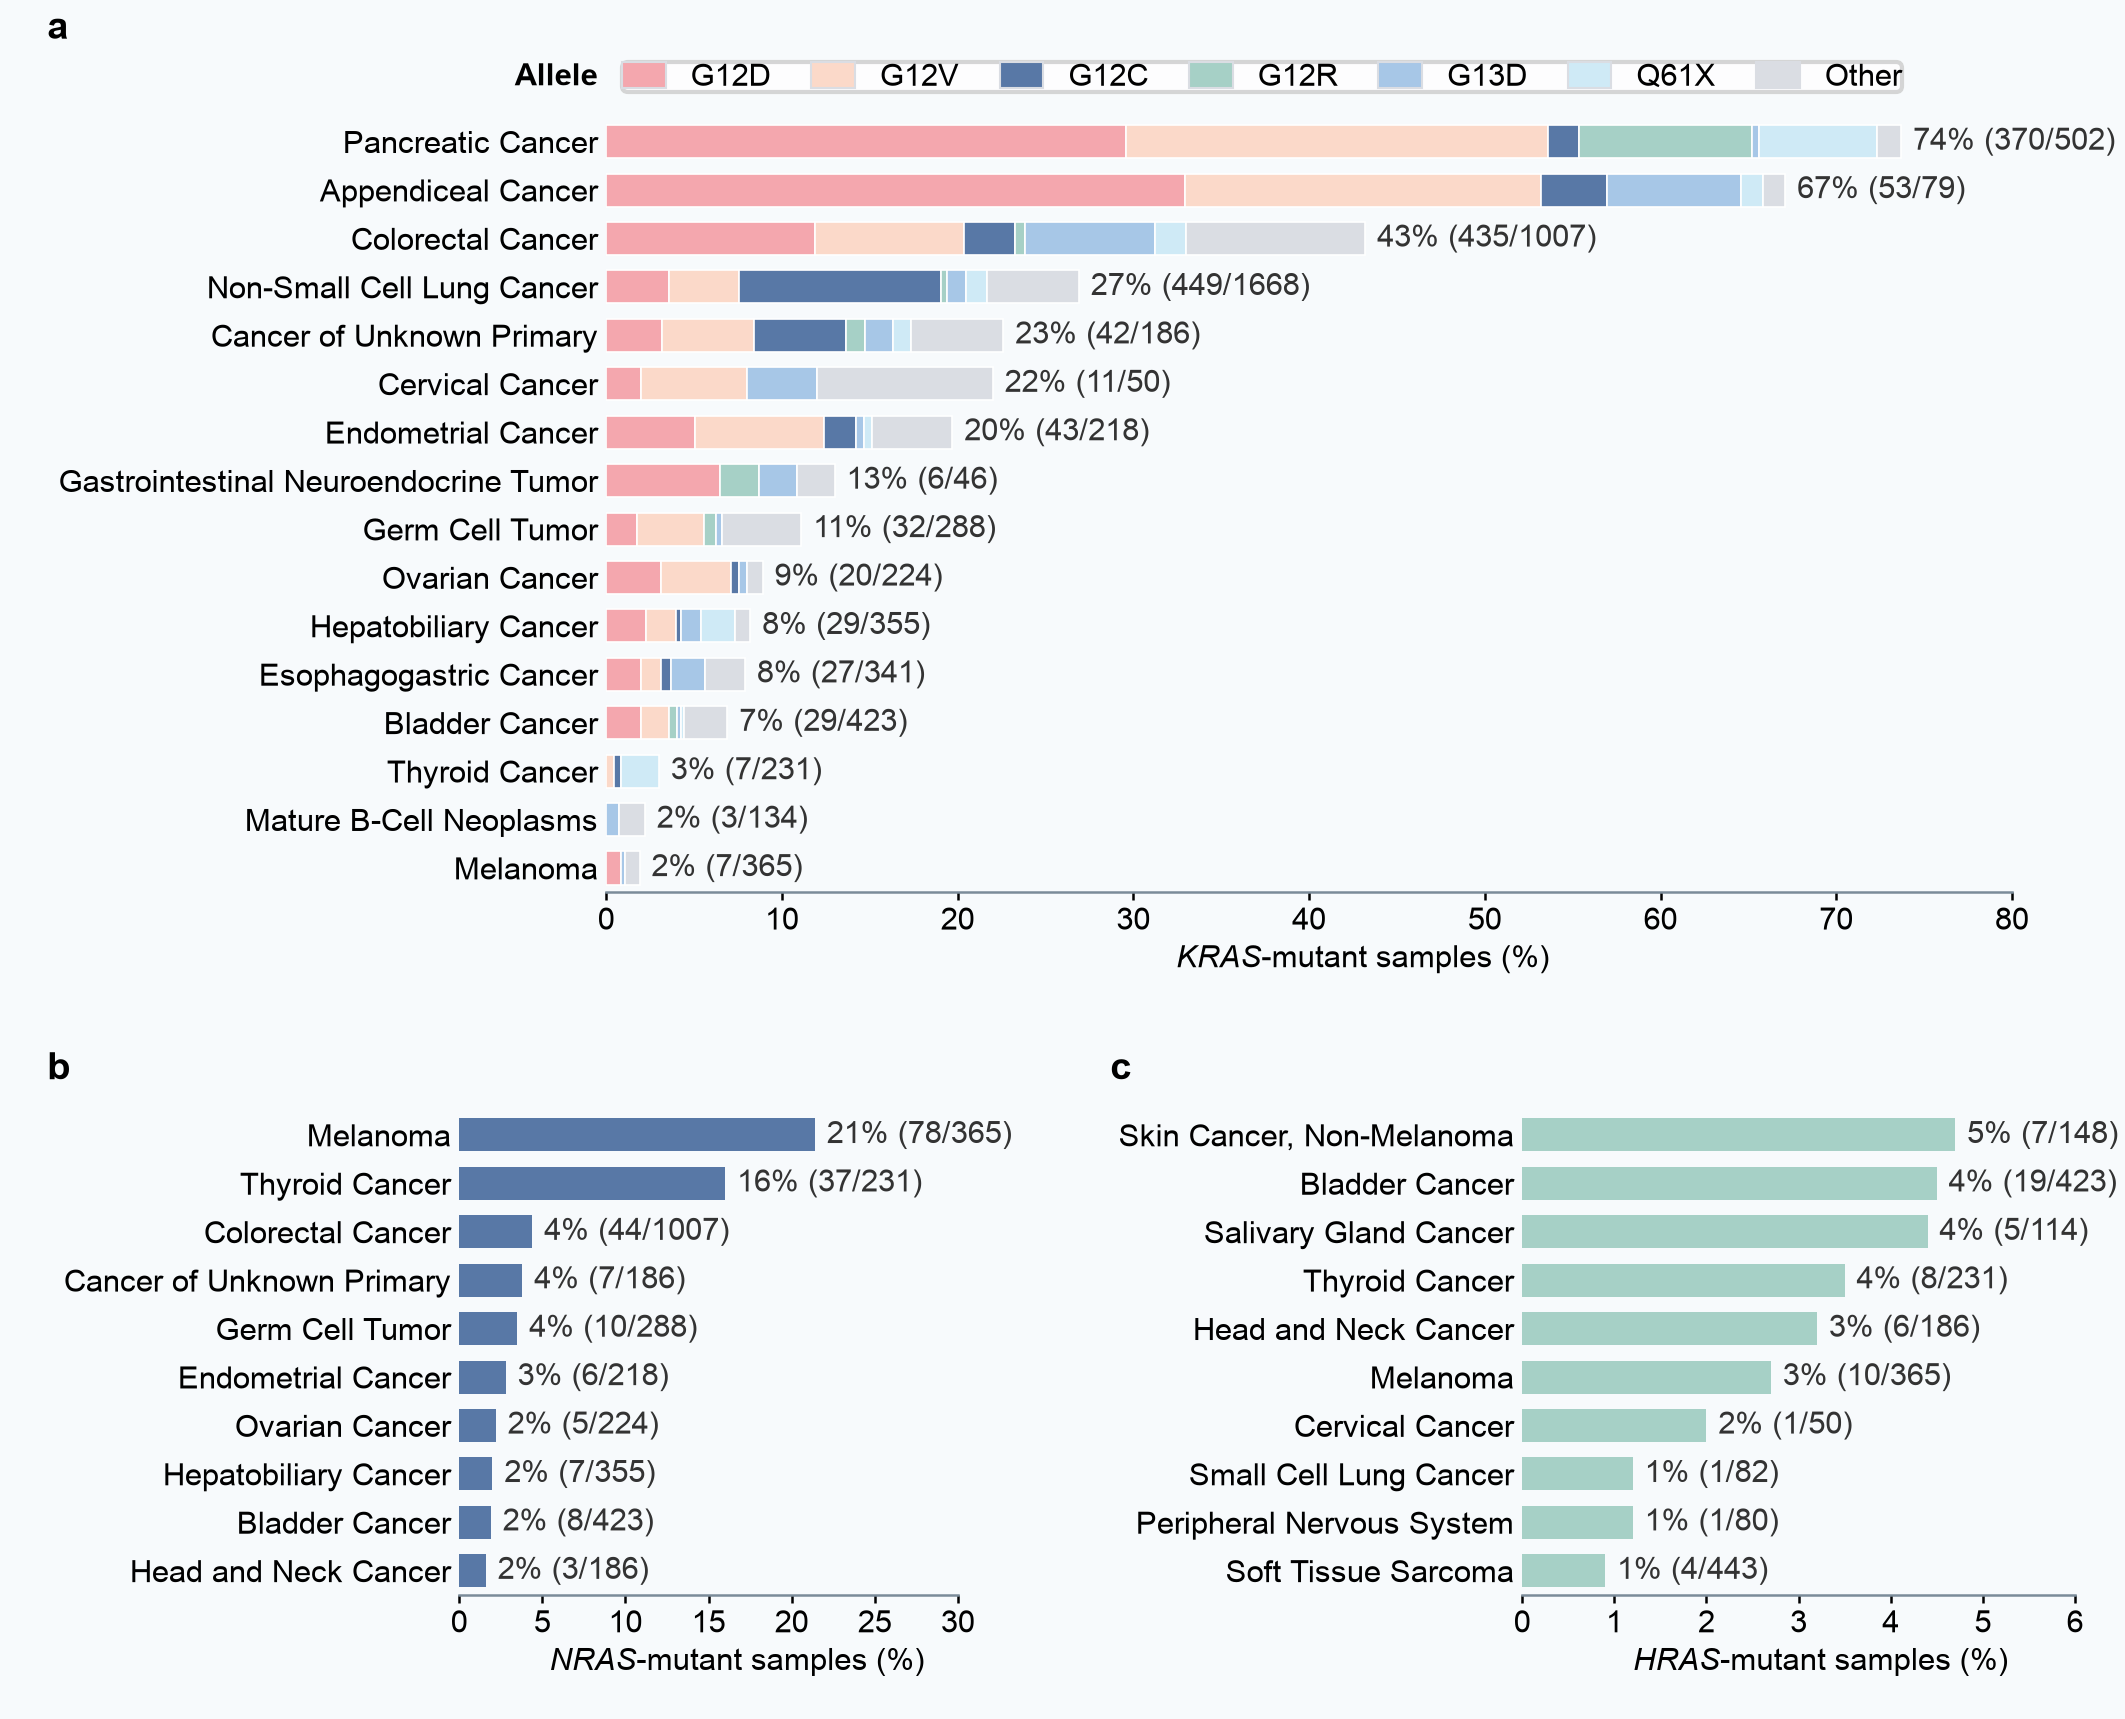 a
Allele G12D G12V G12C G12R G13D Q61X Other
Pancreatic Cancer 74% (370/502)
Appendiceal Cancer 67% (53/79)
Colorectal Cancer 43% (435/1007)
Non-Small Cell Lung Cancer 27% (449/1668)
Cancer of Unknown Primary 23% (42/186)
Cervical Cancer 22% (11/50)
Endometrial Cancer 20% (43/218)
Gastrointestinal Neuroendocrine Tumor 13% (6/46)
Germ Cell Tumor 11% (32/288)
Ovarian Cancer 9% (20/224)
Hepatobiliary Cancer 8% (29/355)
Esophagogastric Cancer 8% (27/341)
Bladder Cancer 7% (29/423)
Thyroid Cancer 3% (7/231)
Mature B-Cell Neoplasms 2% (3/134)
Melanoma 2% (7/365)
0 10 20 30 40 50 60 70 80
KRAS-mutant samples (%)
b
Melanoma 21% (78/365)
Thyroid Cancer 16% (37/231)
Colorectal Cancer 4% (44/1007)
Cancer of Unknown Primary 4% (7/186)
Germ Cell Tumor 4% (10/288)
Endometrial Cancer 3% (6/218)
Ovarian Cancer 2% (5/224)
Hepatobiliary Cancer 2% (7/355)
Bladder Cancer 2% (8/423)
Head and Neck Cancer 2% (3/186)
0 5 10 15 20 25 30
NRAS-mutant samples (%)
c
Skin Cancer, Non-Melanoma 5% (7/148)
Bladder Cancer 4% (19/423)
Salivary Gland Cancer 4% (5/114)
Thyroid Cancer 4% (8/231)
Head and Neck Cancer 3% (6/186)
Melanoma 3% (10/365)
Cervical Cancer 2% (1/50)
Small Cell Lung Cancer 1% (1/82)
Peripheral Nervous System 1% (1/80)
Soft Tissue Sarcoma 1% (4/443)
0 1 2 3 4 5 6
HRAS-mutant samples (%)